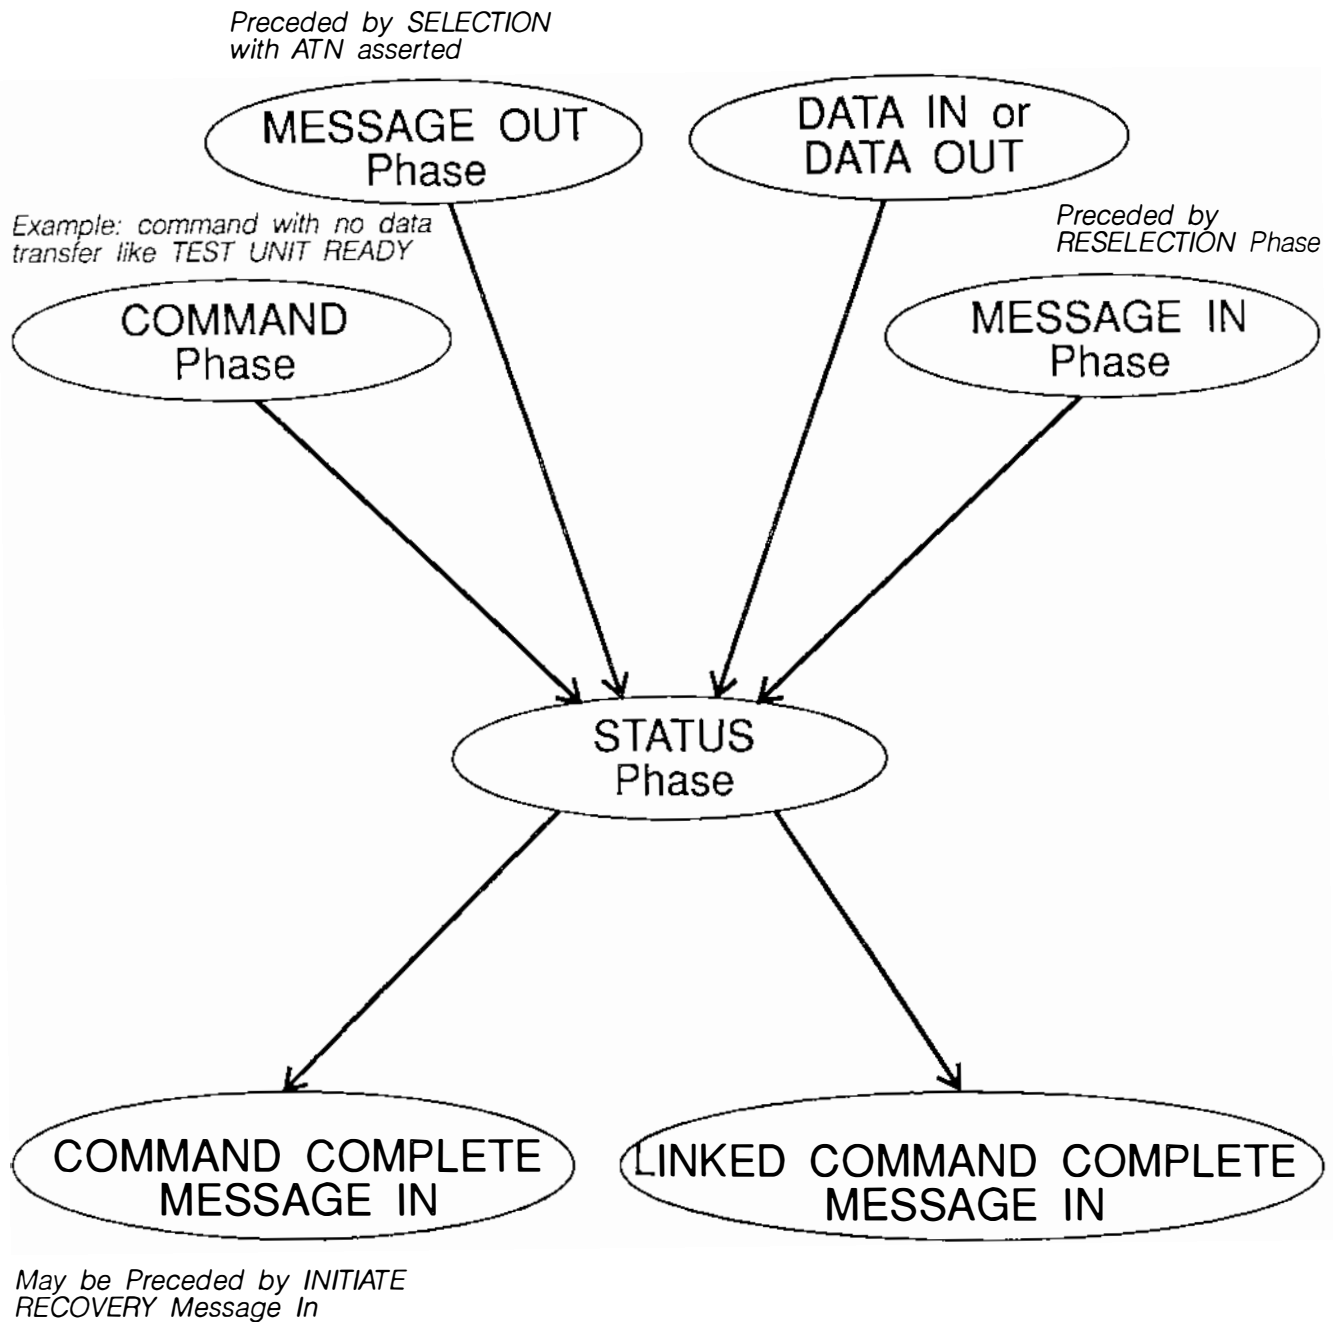 Preceded by SELECTION
with ATN asserted
MESSAGE OUT
Phase
DATA IN or
DATA OUT
Example: command with no data
transfer like TEST UNIT READY
Preceded by
RESELECTION Phase
COMMAND
Phase
MESSAGE IN
Phase
STATUS
Phase
COMMAND COMPLETE
MESSAGE IN
LINKED COMMAND COMPLETE
MESSAGE IN
May be Preceded by INITIATE
RECOVERY Message In